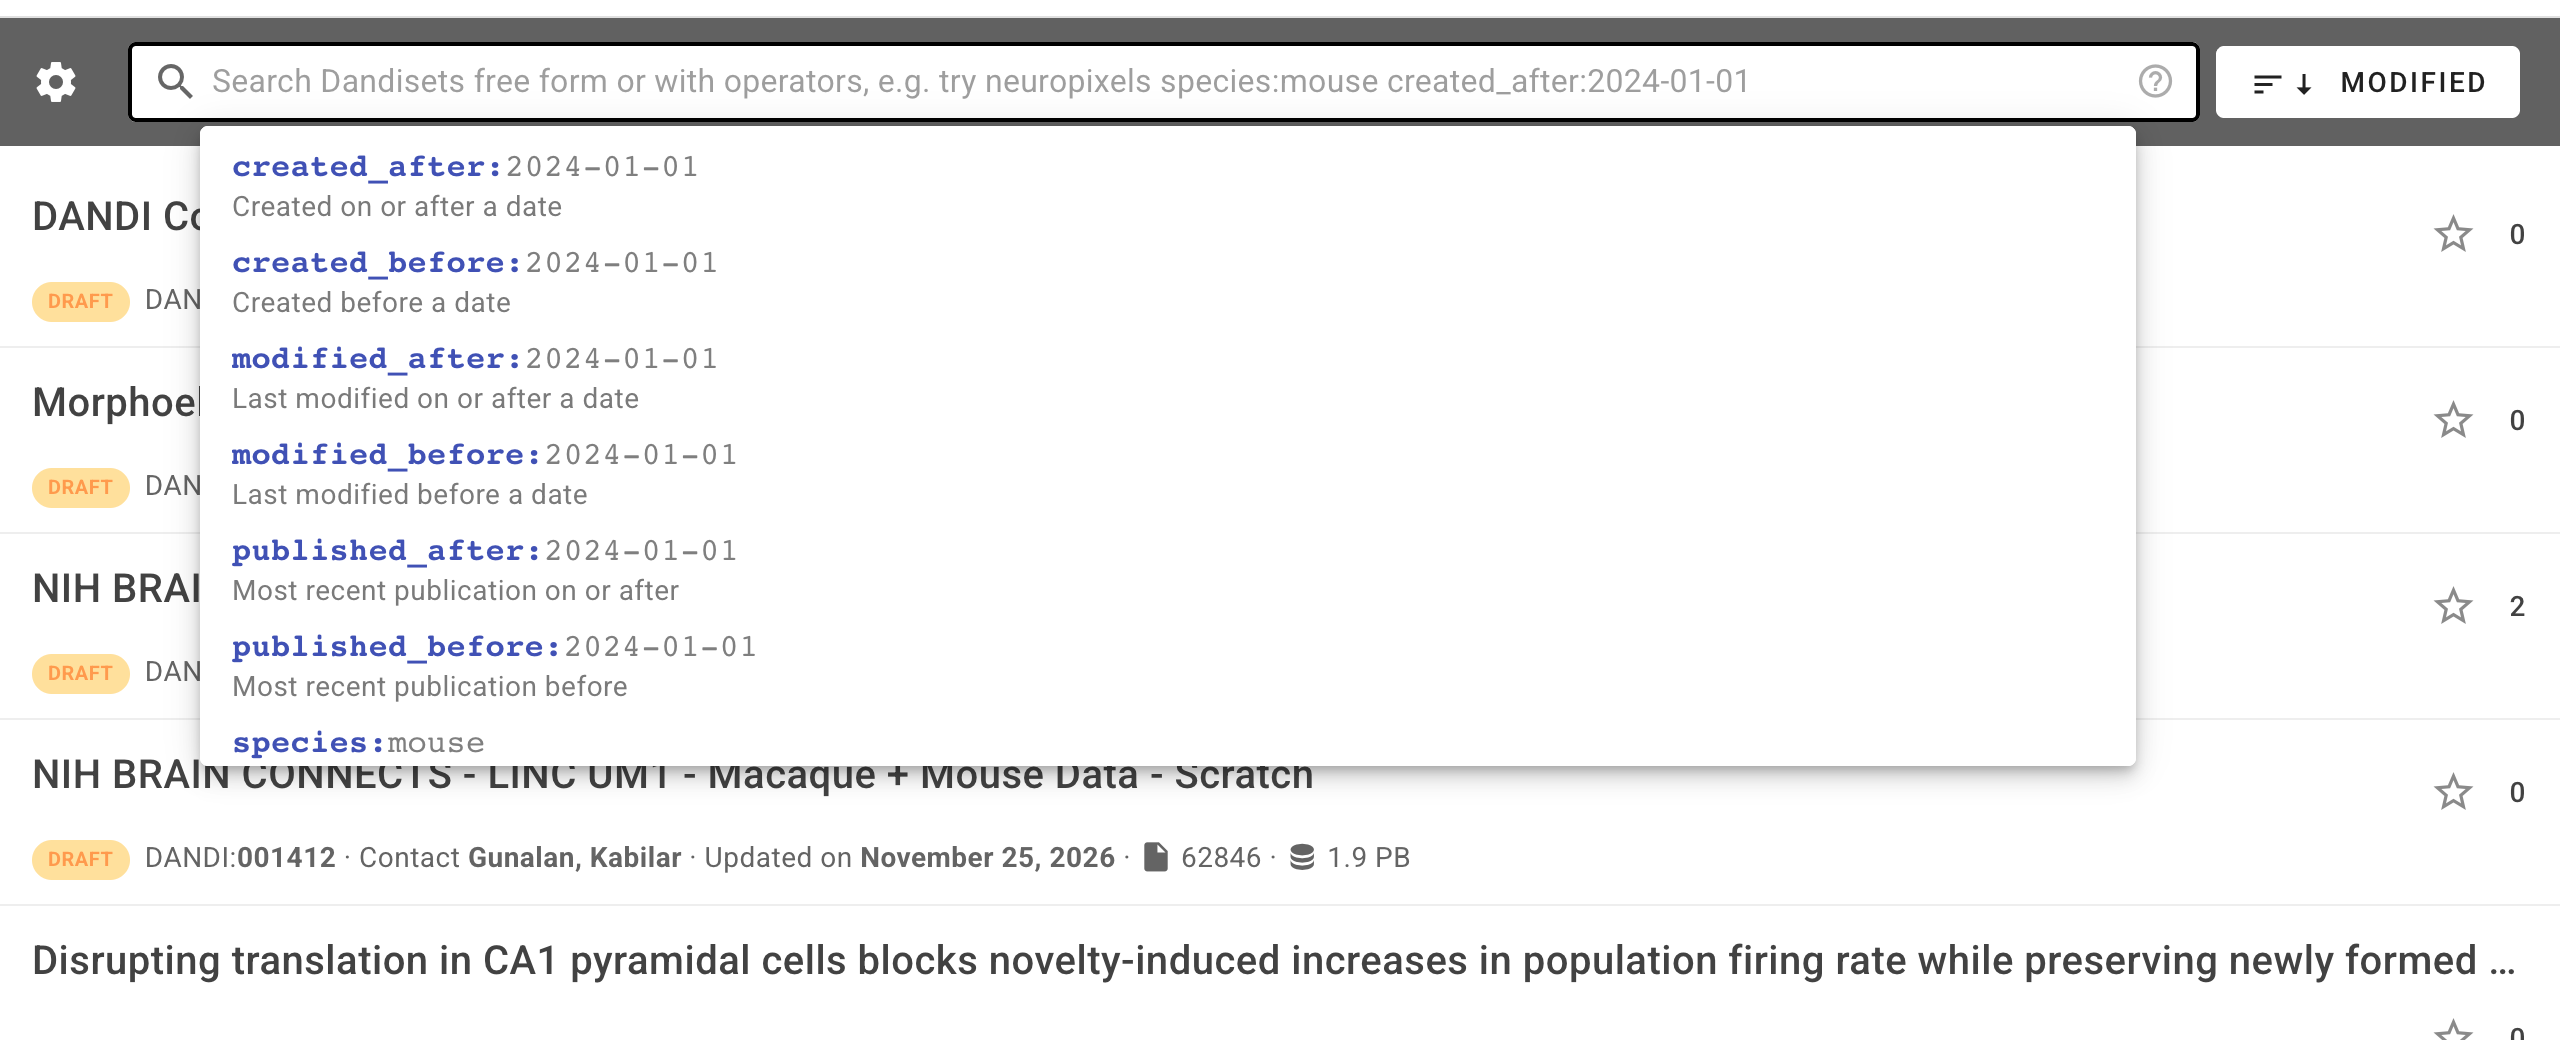 Search Dandisets free form or with operators, e.g. try neuropixels species:mouse created_after:2024-01-01
MODIFIED
created_after:2024-01-01
Created on or after a date
created_before:2024-01-01
Created before a date
modified_after:2024-01-01
Last modified on or after a date
modified_before:2024-01-01
Last modified before a date
published_after:2024-01-01
Most recent publication on or after
published_before:2024-01-01
Most recent publication before
species:mouse
DANDI Co
0
DRAFT DAN
Morphoel
0
DRAFT DAN
NIH BRAI
2
DRAFT DAN
NIH BRAIN CONNECTS - LINC UM1 - Macaque + Mouse Data - Scratch
0
DRAFT DANDI:001412 · Contact Gunalan, Kabilar · Updated on November 25, 2026 · 62846 · 1.9 PB
Disrupting translation in CA1 pyramidal cells blocks novelty-induced increases in population firing rate while preserving newly formed ...
0